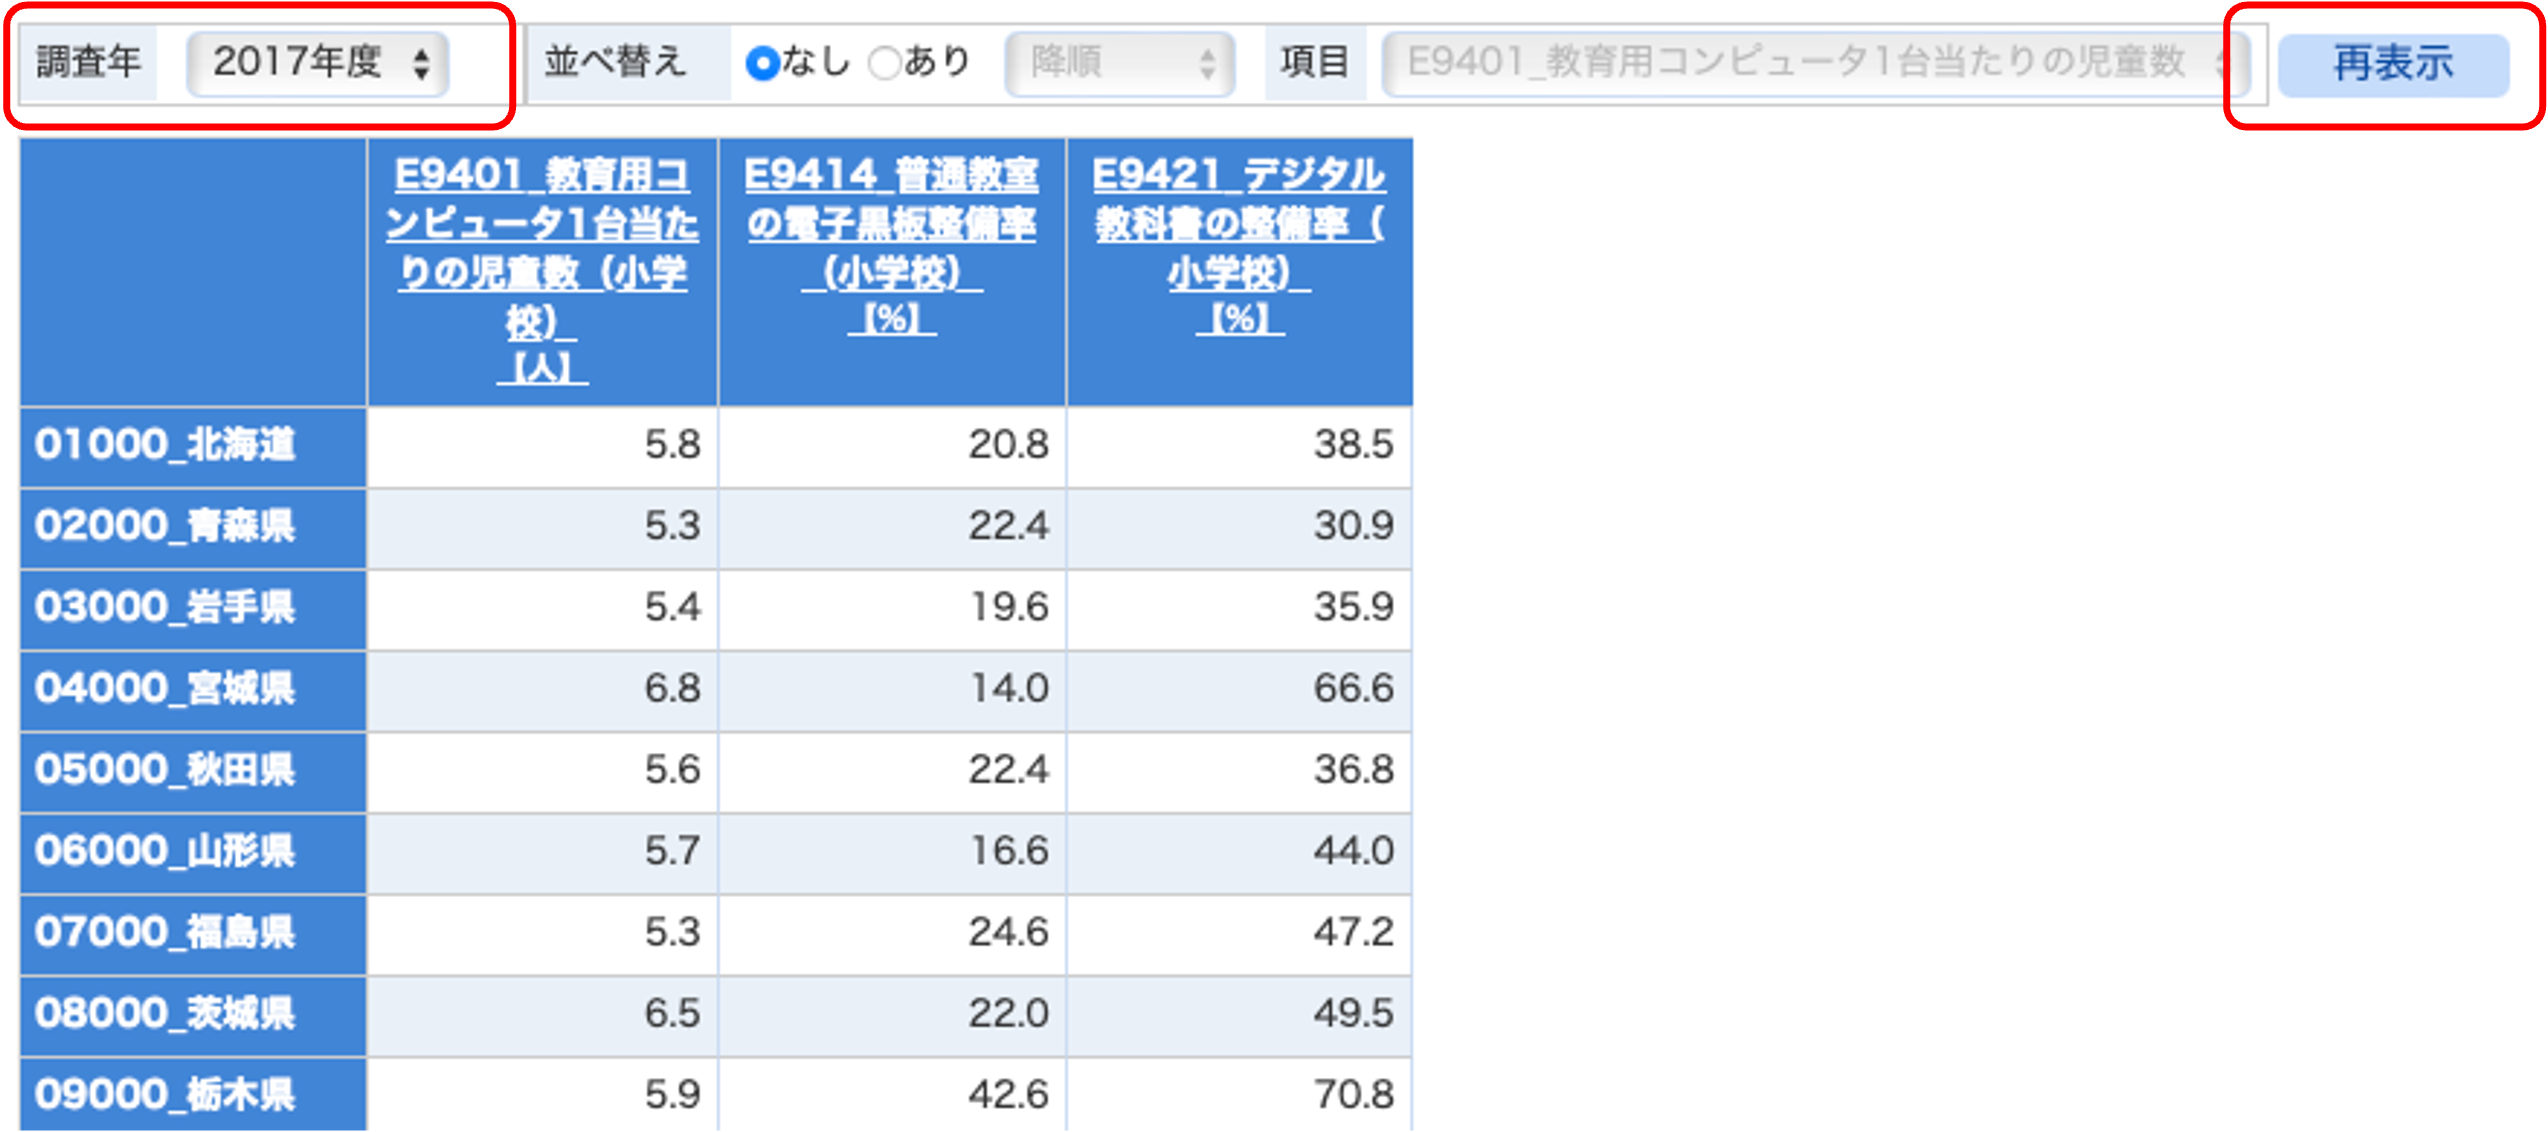 調査年 2017年度 並べ替え なし あり 降順 項目 E9401_教育用コンピュータ1台当たりの児童数 再表示
E9401_教育用コ
ンピュータ1台当た
りの児童数（小学
校）
【人】
E9414_普通教室
の電子黒板整備率
（小学校）
【%】
E9421_デジタル
教科書の整備率（
小学校）
【%】
01000_北海道 5.8 20.8 38.5
02000_青森県 5.3 22.4 30.9
03000_岩手県 5.4 19.6 35.9
04000_宮城県 6.8 14.0 66.6
05000_秋田県 5.6 22.4 36.8
06000_山形県 5.7 16.6 44.0
07000_福島県 5.3 24.6 47.2
08000_茨城県 6.5 22.0 49.5
09000_栃木県 5.9 42.6 70.8